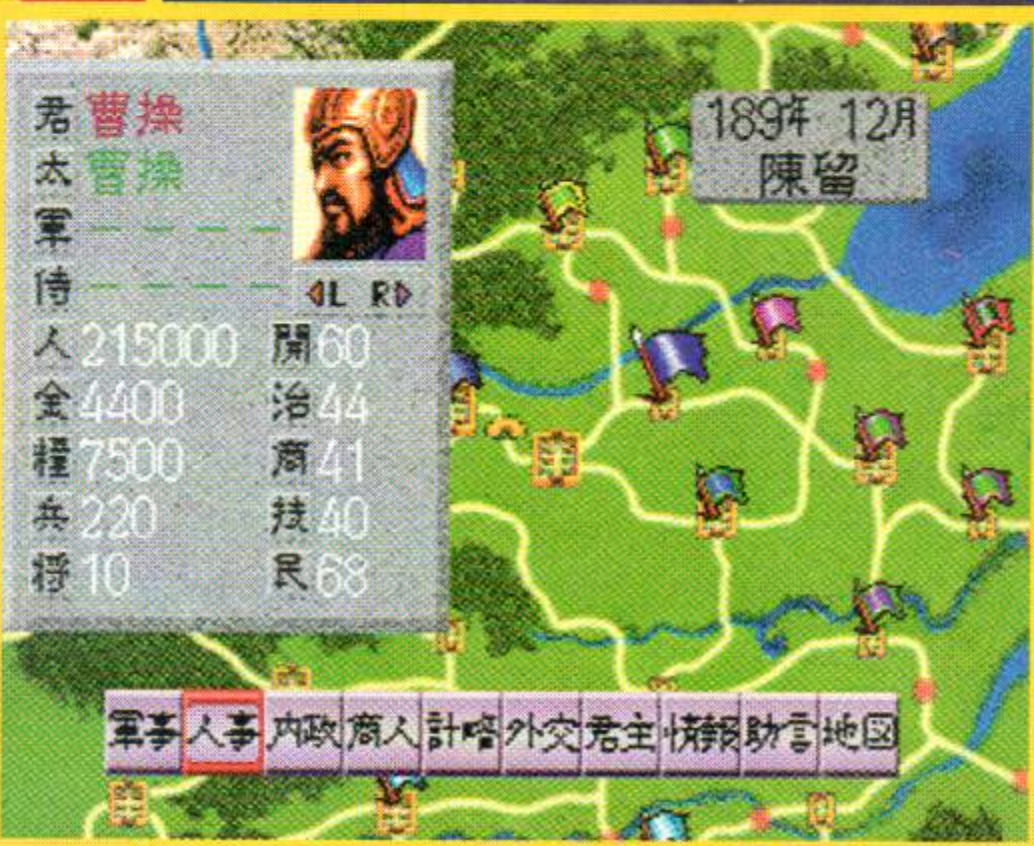 君 曹操
太 曹操
軍 － － － －
侍 － － － －
◁L R▷
人 215000 開 60
金 4400 治 44
糧 7500 商 41
兵 220 技 40
将 10 民 68
189年 12月
陳留
軍事 人事 内政 商人 計略 外交 君主 情報 助言 地図